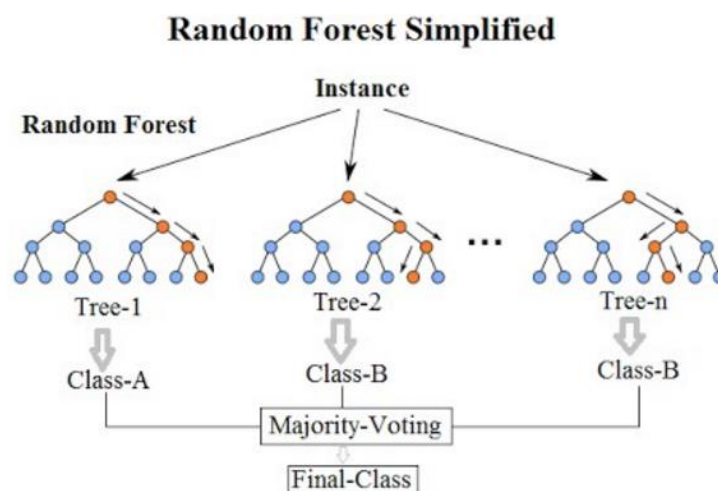 Random Forest Simplified
Instance
Random Forest
...
Tree-1
Tree-2
Tree-n
Class-A
Class-B
Class-B
Majority-Voting
Final-Class